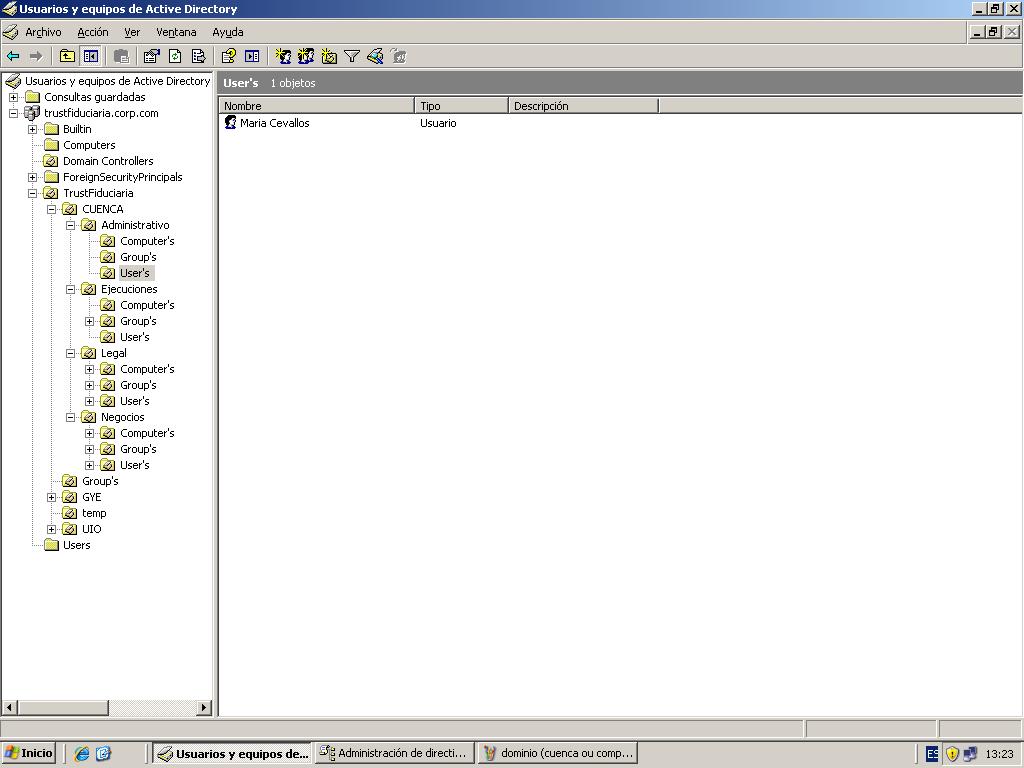 Usuarios y equipos de Active Directory
Archivo Acción Ver Ventana Ayuda
Usuarios y equipos de Active Directory
Consultas guardadas
trustfiduciaria.corp.com
Builtin
Computers
Domain Controllers
ForeignSecurityPrincipals
TrustFiduciaria
CUENCA
Administrativo
Computer's
Group's
User's
Ejecuciones
Computer's
Group's
User's
Legal
Computer's
Group's
User's
Negocios
Computer's
Group's
User's
Group's
GYE
temp
UIO
Users
User's 1 objetos
Nombre Tipo Descripción
Maria Cevallos Usuario
Inicio Usuarios y equipos de... Administración de directi... dominio (cuenca ou comp... ES 13:23